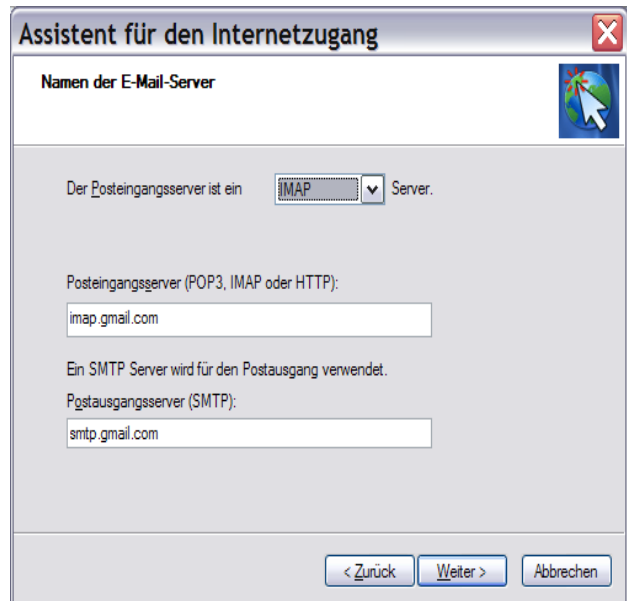 Assistent für den Internetzugang
Namen der E-Mail-Server
Der Posteingangsserver ist ein IMAP Server.
Posteingangsserver (POP3, IMAP oder HTTP):
imap.gmail.com
Ein SMTP Server wird für den Postausgang verwendet.
Postausgangsserver (SMTP):
smtp.gmail.com
< Zurück Weiter > Abbrechen